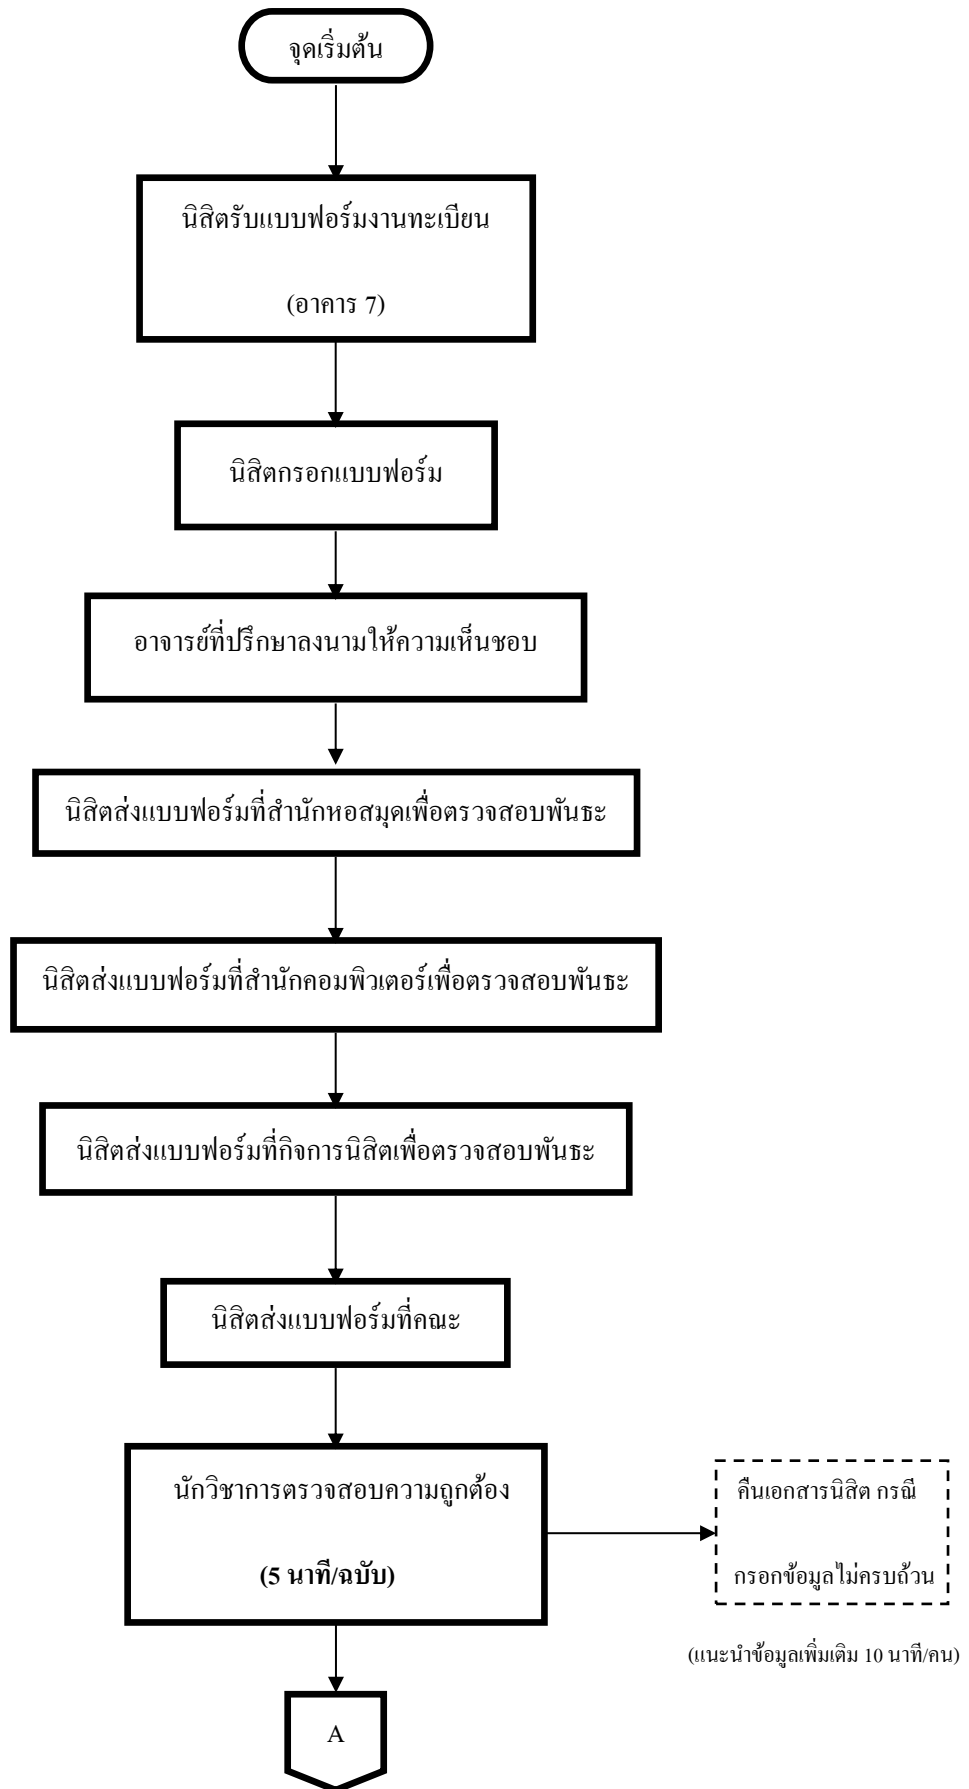 จุดเริ่มต้น
นิสิตรับแบบฟอร์มงานทะเบียน
(อาคาร 7)
นิสิตกรอกแบบฟอร์ม
อาจารย์ที่ปรึกษาลงนามให้ความเห็นชอบ
นิสิตส่งแบบฟอร์มที่สำนักหอสมุดเพื่อตรวจสอบพันธะ
นิสิตส่งแบบฟอร์มที่สำนักคอมพิวเตอร์เพื่อตรวจสอบพันธะ
นิสิตส่งแบบฟอร์มที่กิจการนิสิตเพื่อตรวจสอบพันธะ
นิสิตส่งแบบฟอร์มที่คณะ
นักวิชาการตรวจสอบความถูกต้อง
(5 นาที/ฉบับ)
คืนเอกสารนิสิต กรณี
กรอกข้อมูลไม่ครบถ้วน
(แนะนำข้อมูลเพิ่มเติม 10 นาที/คน)
A